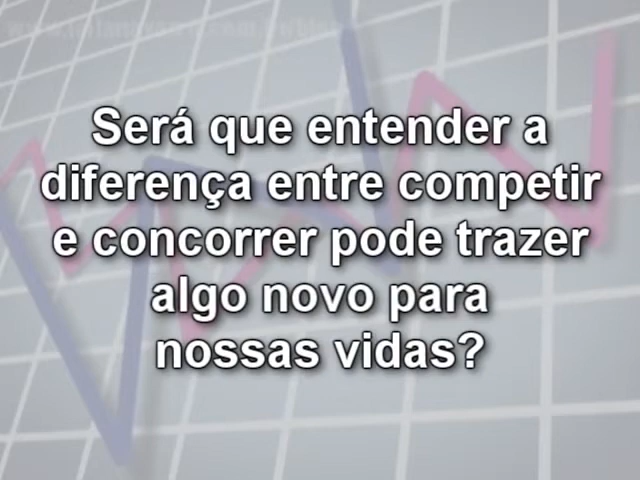 Será que entender a
diferença entre competir
e concorrer pode trazer
algo novo para
nossas vidas?